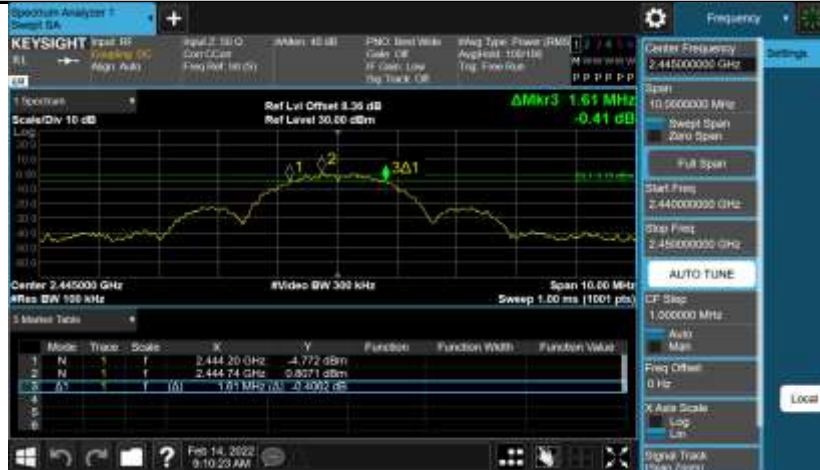 Spectrum Analyzer 1
Swept SA
+
Frequency
KEYSIGHT
Input: RF
Input Z: 50 Ω
#Atten: 40 dB
PNO: Best Wide
#Avg Type: Power (RMS)
RL
Coupling: DC
Corr CCorr
Gate: Off
Avg|Hold: 100/100
Align: Auto
Freq Ref: Int (S)
IF Gain: Low
Trig: Free Run
Sig Track: Off
P P P P P P
1 Spectrum
Ref Lvl Offset 8.36 dB
ΔMkr3 1.61 MHz
Scale/Div 10 dB
Ref Level 30.00 dBm
-0.41 dB
Log
1
2
3Δ1
Center 2.445000 GHz
#Video BW 300 kHz
Span 10.00 MHz
#Res BW 100 kHz
Sweep 1.00 ms (1001 pts)
5 Marker Table
Mode Trace Scale X Y Function Function Width Function Value
1 N 1 f 2.444 20 GHz -4.772 dBm
2 N 1 f 2.444 74 GHz 0.8071 dBm
3 Δ1 1 f (Δ) 1.61 MHz (Δ) -0.4062 dB
4
5
6
Feb 14, 2022
9:10:23 AM
Center Frequency
2.445000000 GHz
Settings
Span
10.0000000 MHz
Swept Span
Zero Span
Full Span
Start Freq
2.440000000 GHz
Stop Freq
2.450000000 GHz
AUTO TUNE
CF Step
1.000000 MHz
Auto
Man
Freq Offset
0 Hz
X Axis Scale
Log
Lin
Local
Signal Track